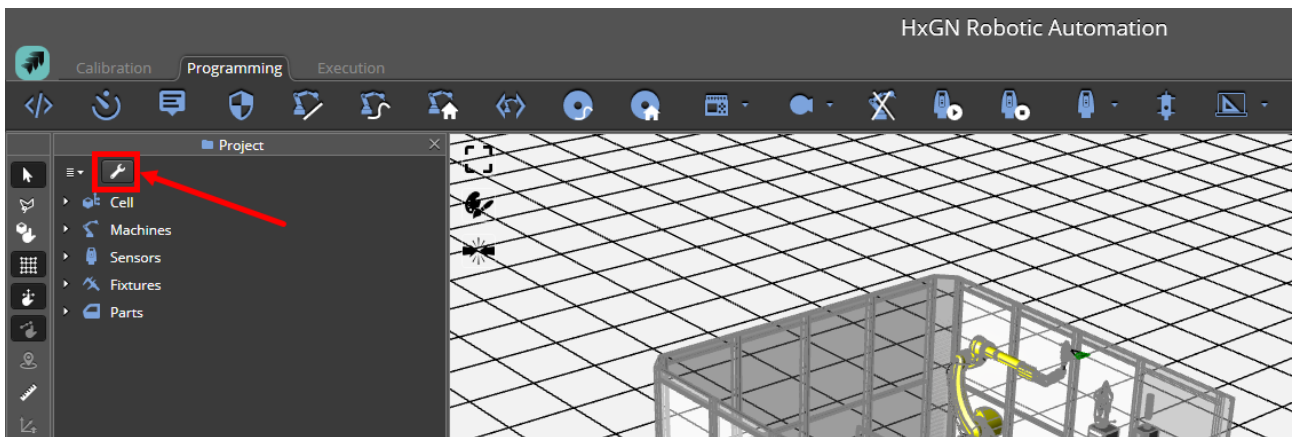 HxGN Robotic Automation
Calibration Programming Execution
Project
Cell
Machines
Sensors
Fixtures
Parts